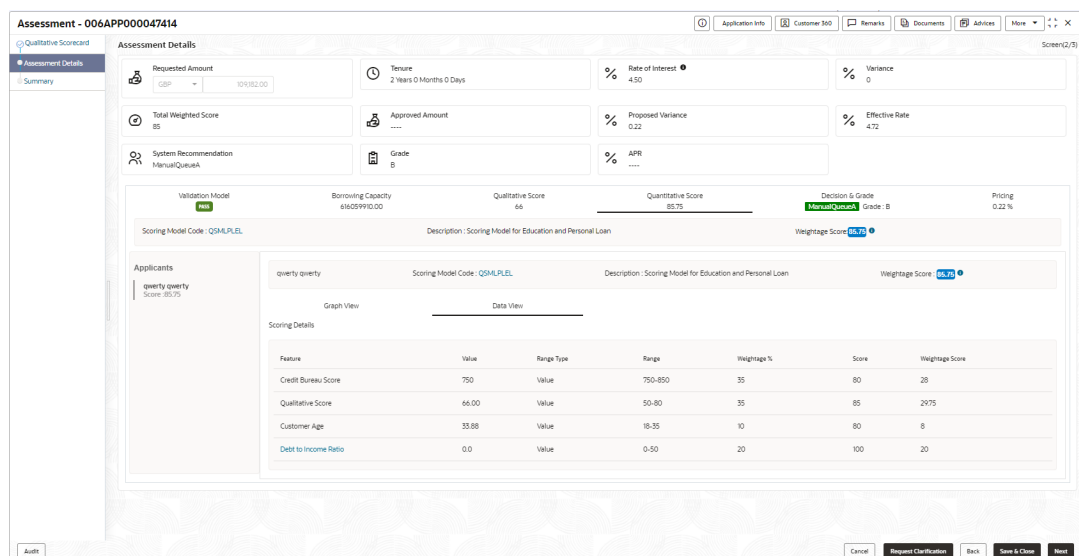 Assessment - 006APP000047414
Application Info
Customer 360
Remarks
Documents
Advices
More
Qualitative Scorecard
Assessment Details
Summary
Assessment Details
Screen(2/3)
Requested Amount
GBP 109,182.00
Tenure
2 Years 0 Months 0 Days
Rate of Interest
4.50
Variance
0
Total Weighted Score
85
Approved Amount
----
Proposed Variance
0.22
Effective Rate
4.72
System Recommendation
ManualQueueA
Grade
B
APR
----
Validation Model
PASS
Borrowing Capacity
616059910.00
Qualitative Score
66
Quantitative Score
85.75
Decision & Grade
ManualQueueA Grade : B
Pricing
0.22 %
Scoring Model Code : QSMLPLEL Description : Scoring Model for Education and Personal Loan Weightage Score 85.75
Applicants
qwerty qwerty
Score :85.75
qwerty qwerty Scoring Model Code : QSMLPLEL Description : Scoring Model for Education and Personal Loan Weightage Score : 85.75
Graph View Data View
Scoring Details
Feature Value Range Type Range Weightage % Score Weightage Score
Credit Bureau Score 750 Value 750-850 35 80 28
Qualitative Score 66.00 Value 50-80 35 85 29.75
Customer Age 33.88 Value 18-35 10 80 8
Debt to Income Ratio 0.0 Value 0-50 20 100 20
Audit
Cancel
Request Clarification
Back
Save & Close
Next